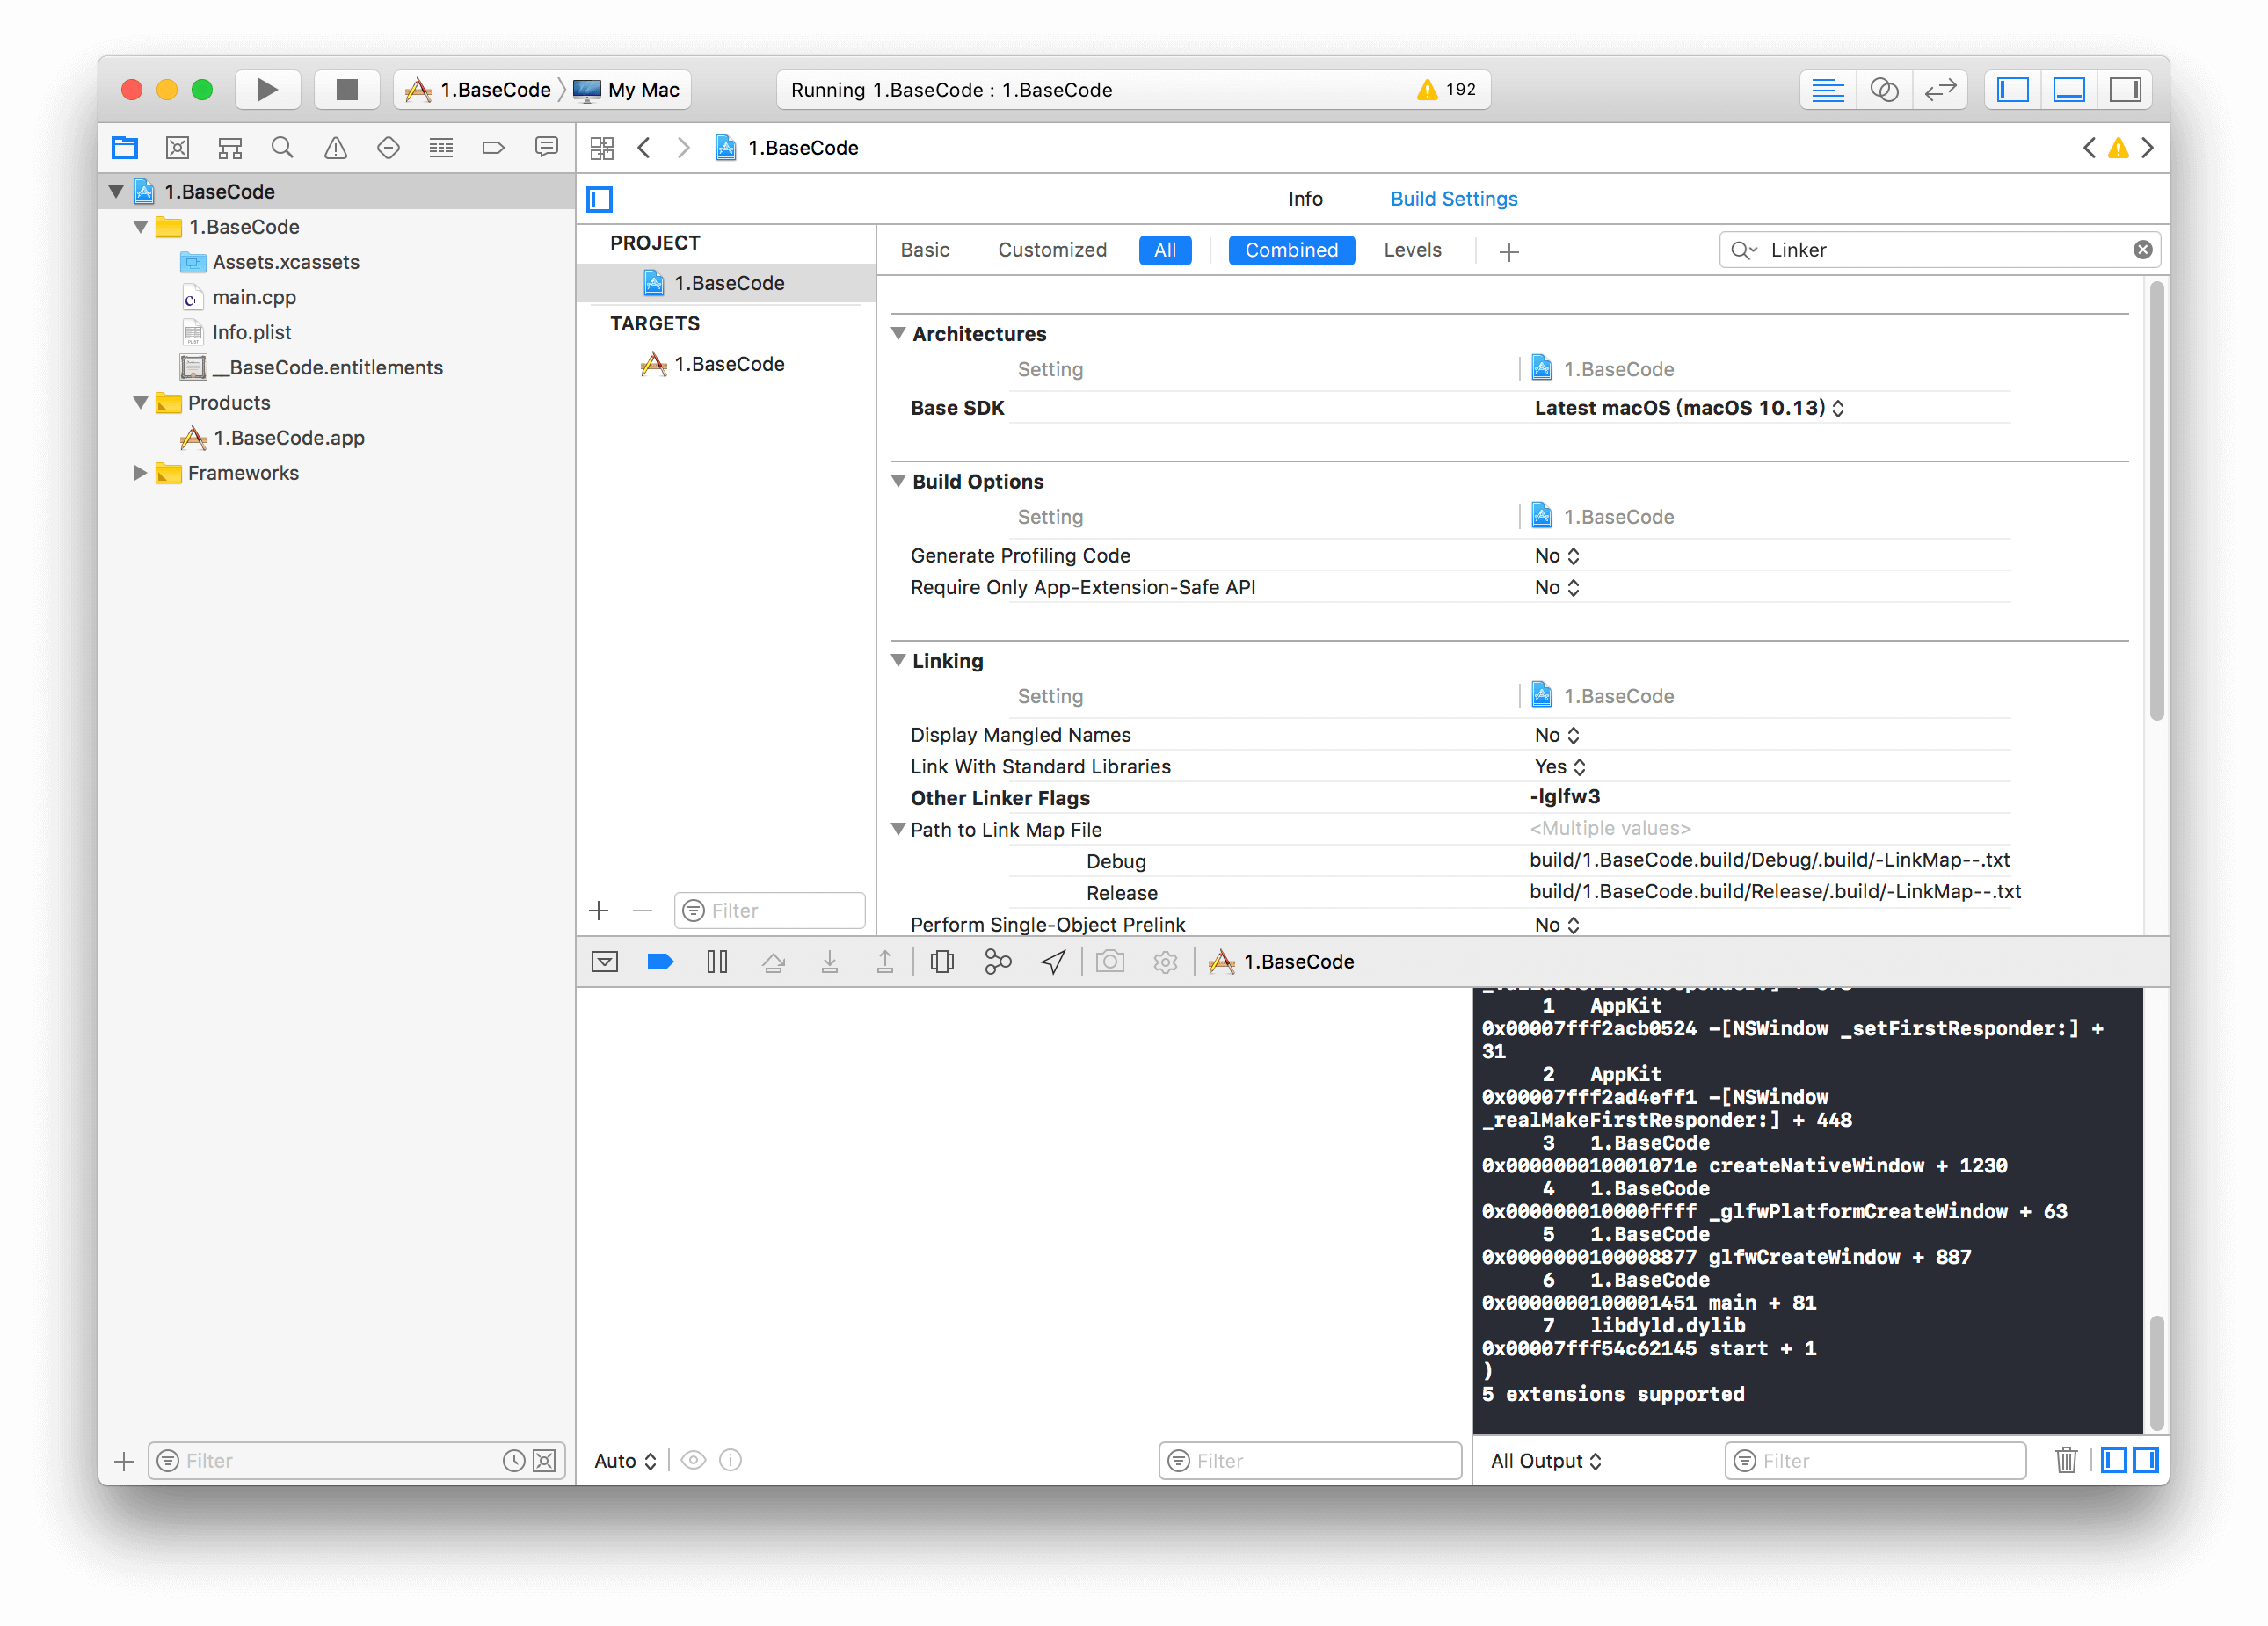 1.BaseCode
My Mac
Running 1.BaseCode : 1.BaseCode
192
1.BaseCode
1.BaseCode
1.BaseCode
Assets.xcassets
main.cpp
Info.plist
__BaseCode.entitlements
Products
1.BaseCode.app
Frameworks
Filter
Info
Build Settings
PROJECT
1.BaseCode
TARGETS
1.BaseCode
Filter
Basic
Customized
All
Combined
Levels
Linker
Architectures
Setting
1.BaseCode
Base SDK
Latest macOS (macOS 10.13)
Build Options
Setting
1.BaseCode
Generate Profiling Code
No
Require Only App-Extension-Safe API
No
Linking
Setting
1.BaseCode
Display Mangled Names
No
Link With Standard Libraries
Yes
Other Linker Flags
-lglfw3
Path to Link Map File
<Multiple values>
Debug
build/1.BaseCode.build/Debug/.build/-LinkMap--.txt
Release
build/1.BaseCode.build/Release/.build/-LinkMap--.txt
Perform Single-Object Prelink
No
1.BaseCode
1 AppKit
0x00007fff2acb0524 -[NSWindow _setFirstResponder:] +
31
2 AppKit
0x00007fff2ad4eff1 -[NSWindow
_realMakeFirstResponder:] + 448
3 1.BaseCode
0x000000010001071e createNativeWindow + 1230
4 1.BaseCode
0x000000010000ffff _glfwPlatformCreateWindow + 63
5 1.BaseCode
0x0000000100008877 glfwCreateWindow + 887
6 1.BaseCode
0x0000000100001451 main + 81
7 libdyld.dylib
0x00007fff54c62145 start + 1
)
5 extensions supported
Auto
Filter
All Output
Filter